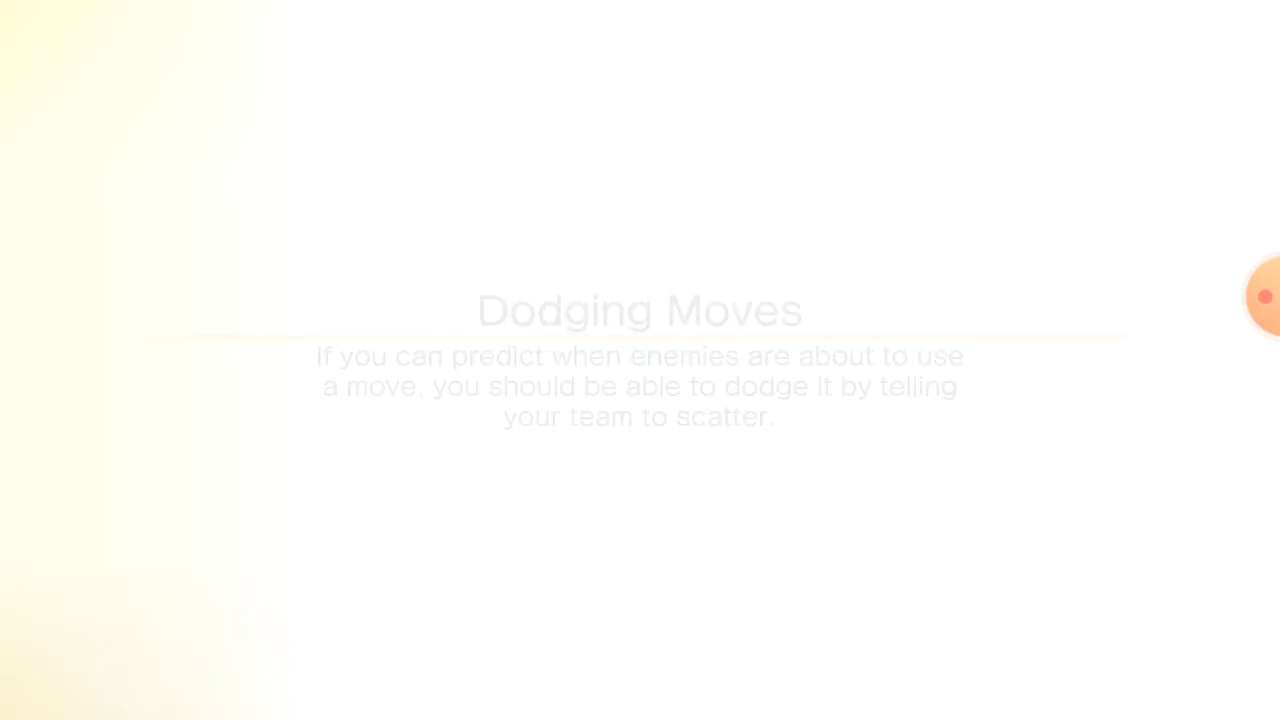 Dodging Moves
If you can predict when enemies are about to use
a move, you should be able to dodge it by telling
your team to scatter.